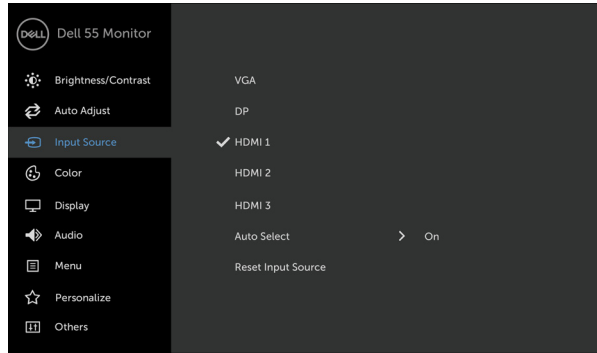 DELL Dell 55 Monitor
Brightness/Contrast
Auto Adjust
Input Source
Color
Display
Audio
Menu
Personalize
Others
VGA
DP
HDMI 1
HDMI 2
HDMI 3
Auto Select On
Reset Input Source